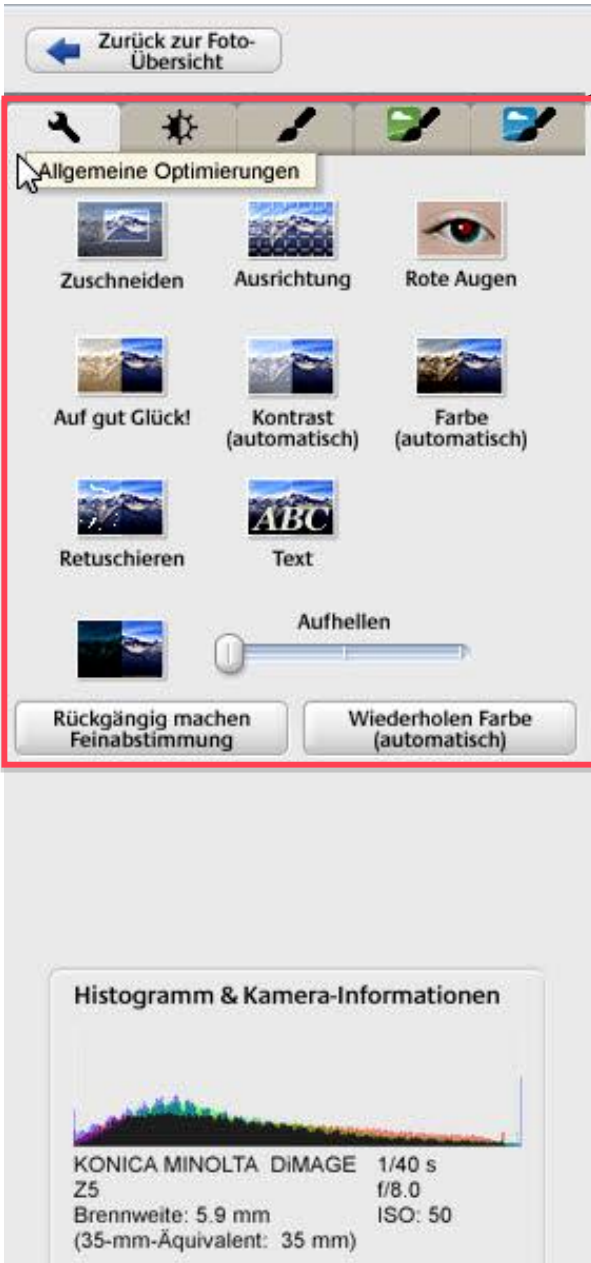 Zurück zur Foto-
Übersicht
Allgemeine Optimierungen
Zuschneiden
Ausrichtung
Rote Augen
Auf gut Glück!
Kontrast
(automatisch)
Farbe
(automatisch)
Retuschieren
ABC
Text
Aufhellen
Rückgängig machen
Feinabstimmung
Wiederholen Farbe
(automatisch)
Histogramm & Kamera-Informationen
KONICA MINOLTA DiMAGE 1/40 s
Z5 f/8.0
Brennweite: 5.9 mm ISO: 50
(35-mm-Äquivalent: 35 mm)